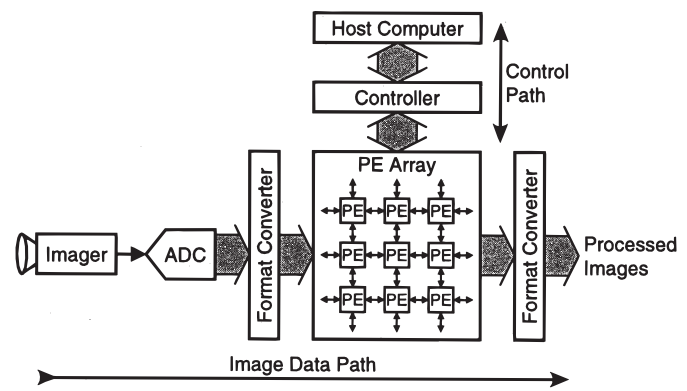 Host Computer
Control
Path
Controller
PE Array
PE PE PE
PE PE PE
PE PE PE
Imager
ADC
Format Converter
Format Converter
Processed
Images
Image Data Path